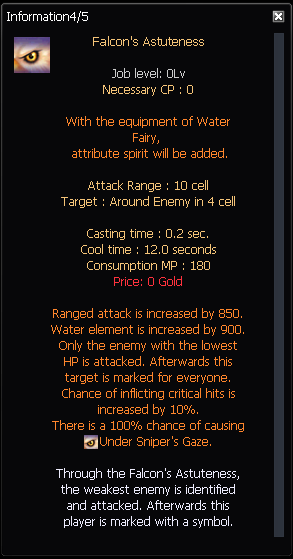 Information4/5
Falcon's Astuteness
Job level: 0Lv
Necessary CP : 0
With the equipment of Water
Fairy,
attribute spirit will be added.
Attack Range : 10 cell
Target : Around Enemy in 4 cell
Casting time : 0.2 sec.
Cool time : 12.0 seconds
Consumption MP : 180
Price: 0 Gold
Ranged attack is increased by 850.
Water element is increased by 900.
Only the enemy with the lowest
HP is attacked. Afterwards this
target is marked for everyone.
Chance of inflicting critical hits is
increased by 10%.
There is a 100% chance of causing
Under Sniper's Gaze.
Through the Falcon's Astuteness,
the weakest enemy is identified
and attacked. Afterwards this
player is marked with a symbol.